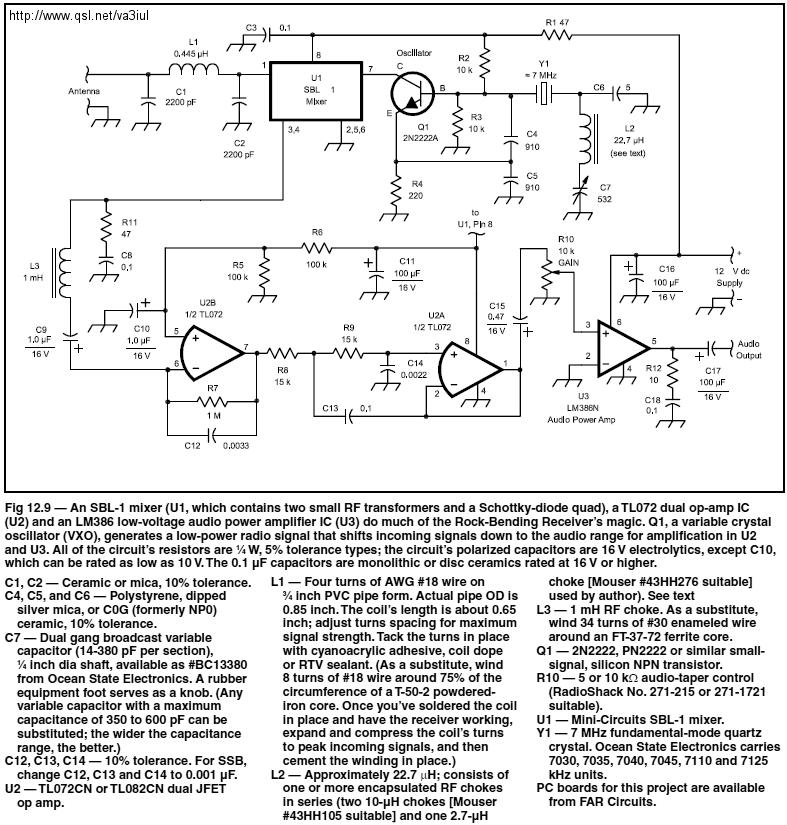 http://www.qsl.net/va3iul
C3
0.1
R1 47
L1
0.445 µH
8
Oscillator
R2
10 k
Y1
≈ 7 MHz
1
U1
SBL 1
Mixer
7
C
B
E
C6
5
Antenna
C1
2200 pF
C2
2200 pF
3,4
2,5,6
Q1
2N2222A
R3
10 k
C4
910
L2
22.7 µH
(see text)
R4
220
C5
910
C7
532
R11
47
C8
0.1
L3
1 mH
R5
100 k
R6
100 k
to
U1, Pin 8
C11
100 µF
16 V
R10
10 k
GAIN
C16
100 µF
16 V
+
12 V dc
Supply
–
C9
1.0 µF
16 V
C10
1.0 µF
16 V
U2B
1/2 TL072
5
6
7
R8
15 k
R9
15 k
U2A
1/2 TL072
3
8
1
2
4
C14
0.0022
C15
0.47
16 V
3
6
2
5
4
U3
LM386N
Audio Power Amp
R12
10
C18
0.1
Audio
Output
C17
100 µF
16 V
R7
1 M
C12
0.0033
C13
0.1
Fig 12.9 — An SBL-1 mixer (U1, which contains two small RF transformers and a Schottky-diode quad), a TL072 dual op-amp IC
(U2) and an LM386 low-voltage audio power amplifier IC (U3) do much of the Rock-Bending Receiver's magic. Q1, a variable crystal
oscillator (VXO), generates a low-power radio signal that shifts incoming signals down to the audio range for amplification in U2
and U3. All of the circuit's resistors are ¼ W, 5% tolerance types; the circuit's polarized capacitors are 16 V electrolytics, except C10,
which can be rated as low as 10 V. The 0.1 µF capacitors are monolithic or disc ceramics rated at 16 V or higher.
C1, C2 — Ceramic or mica, 10% tolerance.
C4, C5, and C6 — Polystyrene, dipped
silver mica, or C0G (formerly NP0)
ceramic, 10% tolerance.
C7 — Dual gang broadcast variable
capacitor (14-380 pF per section),
¼ inch dia shaft, available as #BC13380
from Ocean State Electronics. A rubber
equipment foot serves as a knob. (Any
variable capacitor with a maximum
capacitance of 350 to 600 pF can be
substituted; the wider the capacitance
range, the better.)
C12, C13, C14 — 10% tolerance. For SSB,
change C12, C13 and C14 to 0.001 µF.
U2 — TL072CN or TL082CN dual JFET
op amp.
L1 — Four turns of AWG #18 wire on
¾ inch PVC pipe form. Actual pipe OD is
0.85 inch. The coil's length is about 0.65
inch; adjust turns spacing for maximum
signal strength. Tack the turns in place
with cyanoacrylic adhesive, coil dope
or RTV sealant. (As a substitute, wind
8 turns of #18 wire around 75% of the
circumference of a T-50-2 powdered-
iron core. Once you've soldered the coil
in place and have the receiver working,
expand and compress the coil's turns
to peak incoming signals, and then
cement the winding in place.)
L2 — Approximately 22.7 µH; consists of
one or more encapsulated RF chokes
in series (two 10-µH chokes [Mouser
#43HH105 suitable] and one 2.7-µH
choke [Mouser #43HH276 suitable]
used by author). See text
L3 — 1 mH RF choke. As a substitute,
wind 34 turns of #30 enameled wire
around an FT-37-72 ferrite core.
Q1 — 2N2222, PN2222 or similar small-
signal, silicon NPN transistor.
R10 — 5 or 10 kΩ audio-taper control
(RadioShack No. 271-215 or 271-1721
suitable).
U1 — Mini-Circuits SBL-1 mixer.
Y1 — 7 MHz fundamental-mode quartz
crystal. Ocean State Electronics carries
7030, 7035, 7040, 7045, 7110 and 7125
kHz units.
PC boards for this project are available
from FAR Circuits.